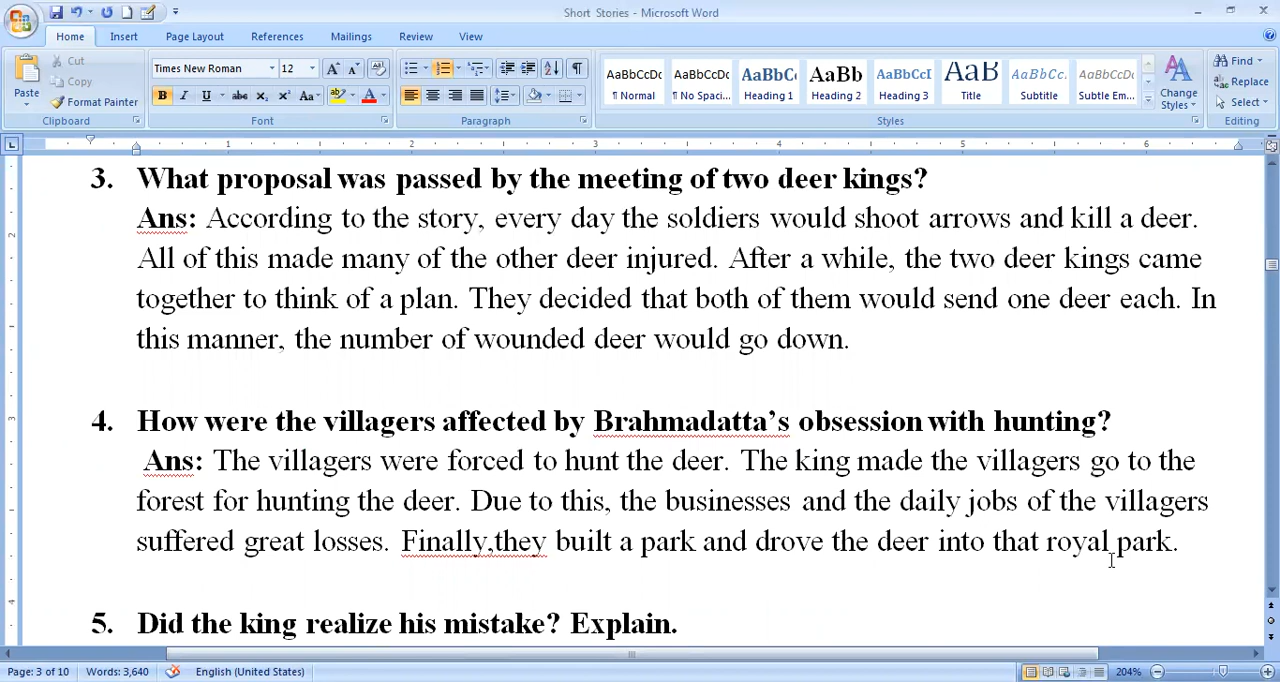 Short Stories - Microsoft Word
Home Insert Page Layout References Mailings Review View
Cut
Copy
Format Painter
Paste
Clipboard
Times New Roman 12
B I U abc X₂ X² Aa
Font
Paragraph
AaBbCcDc AaBbCcDc AaBbC AaBb AaBbCcI AaB AaBbCc. AaBbCcDc
¶ Normal ¶ No Spaci... Heading 1 Heading 2 Heading 3 Title Subtitle Subtle Em...
Change Styles
Styles
Find
Replace
Select
Editing
1 2 3 4 5 6
3. What proposal was passed by the meeting of two deer kings?
Ans: According to the story, every day the soldiers would shoot arrows and kill a deer.
All of this made many of the other deer injured. After a while, the two deer kings came
together to think of a plan. They decided that both of them would send one deer each. In
this manner, the number of wounded deer would go down.
4. How were the villagers affected by Brahmadatta's obsession with hunting?
Ans: The villagers were forced to hunt the deer. The king made the villagers go to the
forest for hunting the deer. Due to this, the businesses and the daily jobs of the villagers
suffered great losses. Finally,they built a park and drove the deer into that royal park.
5. Did the king realize his mistake? Explain.
Page: 3 of 10 Words: 3,640 English (United States) 204%